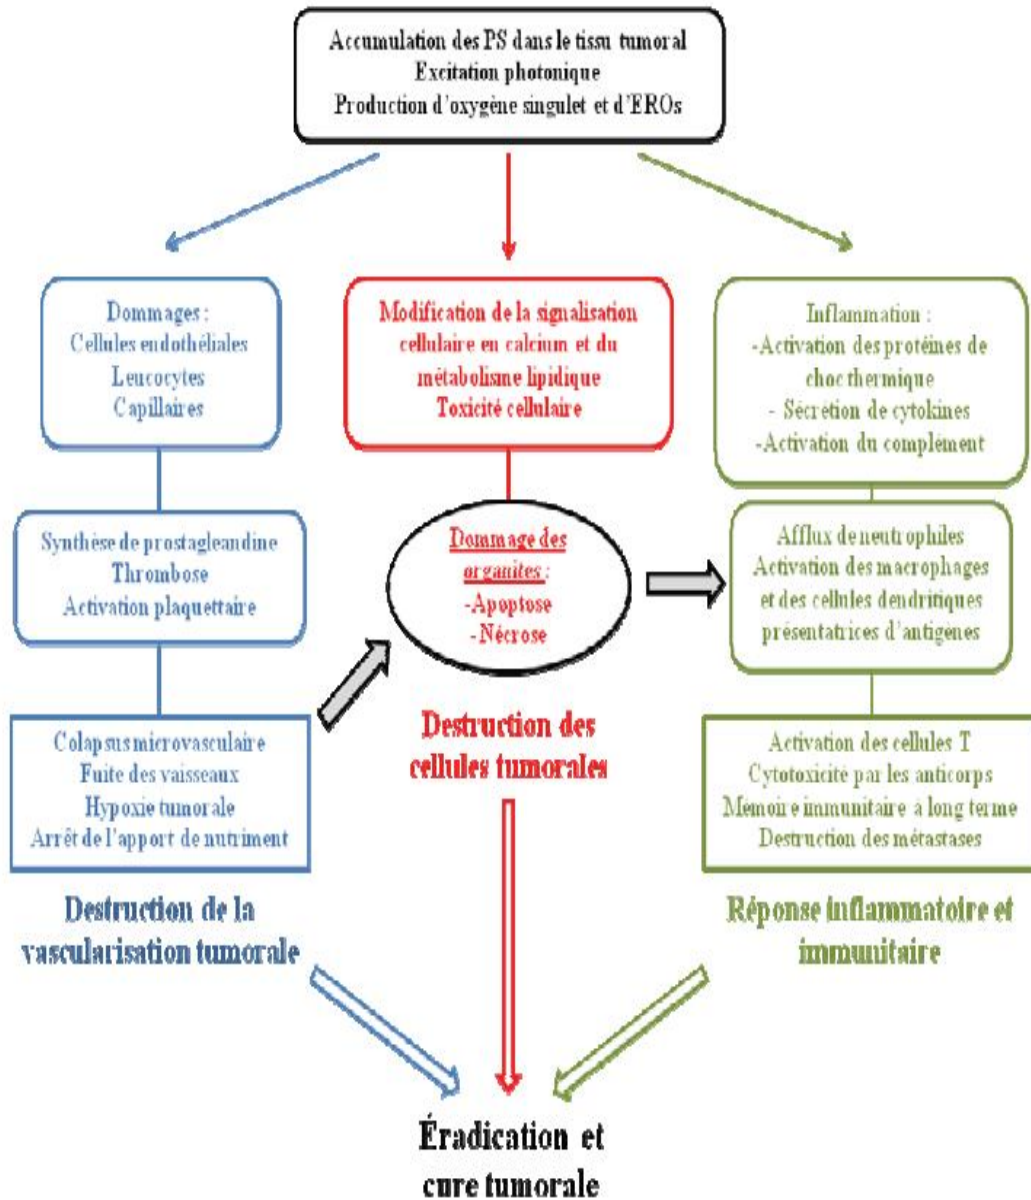 Accumulation des PS dans le tissu tumoral
Excitation photonique
Production d'oxygène singulet et d'EROs
Dommages :
Cellules endothéliales
Leucocytes
Capillaires
Synthèse de prostagleandine
Thrombose
Activation plaquettaire
Colapsus microvasculaire
Fuite des vaisseaux
Hypoxie tumorale
Arrêt de l'apport de nutriment
Destruction de la
vascularisation tumorale
Modification de la signalisation
cellulaire en calcium et du
métabolisme lipidique
Toxicité cellulaire
Dommage des
organites :
-Apoptose
-Nécrose
Destruction des
cellules tumorales
Inflammation :
-Activation des protéines de
choc thermique
- Sécrétion de cytokines
-Activation du complément
Afflux de neutrophiles
Activation des macrophages
et des cellules dendritiques
présentatrices d'antigènes
Activation des cellules T
Cytotoxicité par les anticorps
Mémoire immunitaire à long terme
Destruction des métastases
Réponse inflammatoire et
immunitaire
Éradication et
cure tumorale